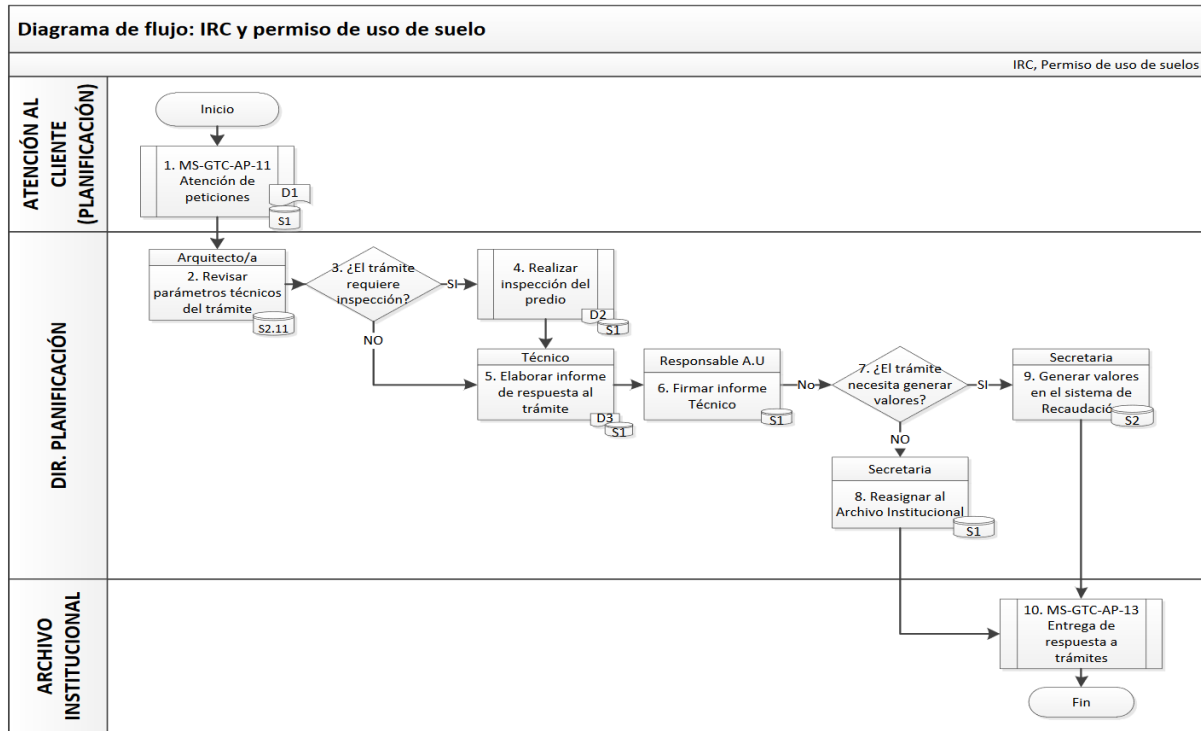 Diagrama de flujo: IRC y permiso de uso de suelo
IRC, Permiso de uso de suelos
ATENCIÓN AL
CLIENTE
(PLANIFICACIÓN)
Inicio
1. MS-GTC-AP-11
Atención de
peticiones
D1
S1
DIR. PLANIFICACIÓN
Arquitecto/a
2. Revisar
parámetros técnicos
del trámite
S2.11
3. ¿El trámite
requiere
inspección?
SI
NO
4. Realizar
inspección del
predio
D2
S1
Técnico
5. Elaborar informe
de respuesta al
trámite
D3
S1
Responsable A.U
6. Firmar informe
Técnico
S1
No
7. ¿El trámite
necesita generar
valores?
SI
NO
Secretaria
8. Reasignar al
Archivo Institucional
S1
Secretaria
9. Generar valores
en el sistema de
Recaudació
S2
ARCHIVO
INSTITUCIONAL
10. MS-GTC-AP-13
Entrega de
respuesta a
trámites
Fin